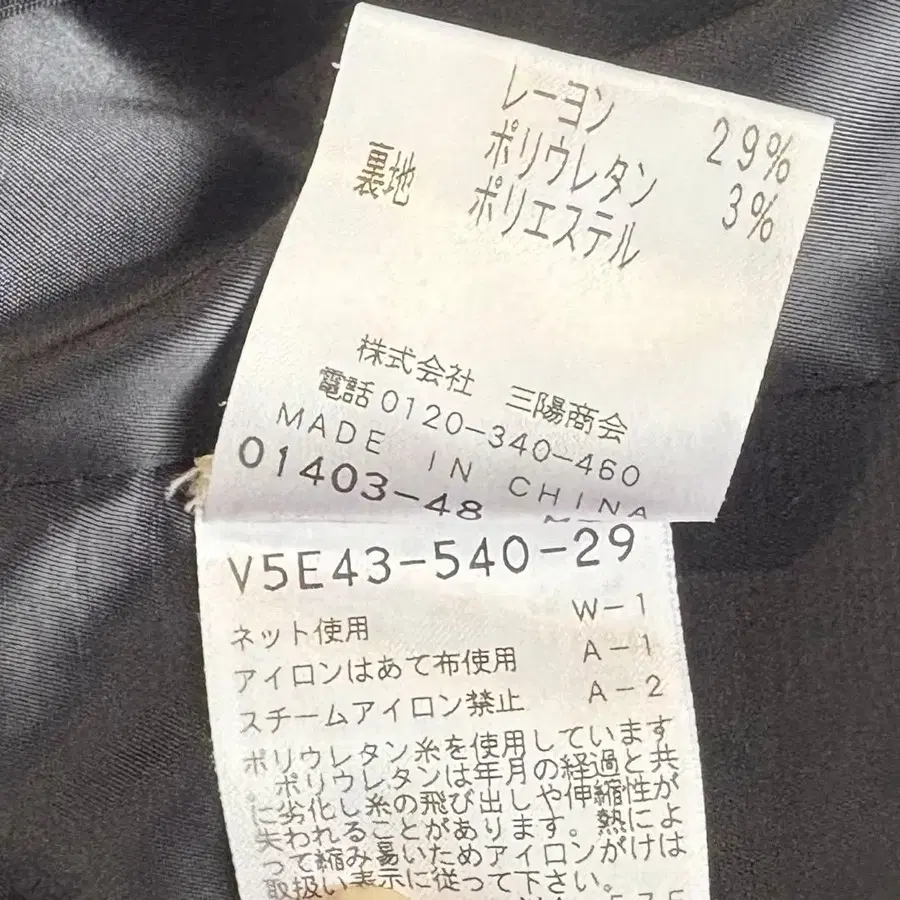 レーヨン 29%
ポリウレタン 3%
裏地 ポリエステル
株式会社 三陽商会
電話0120-340-460
MADE IN CHINA
01403-48
V5E43-540-29
ネット使用 W-1
アイロンはあて布使用 A-1
スチームアイロン禁止 A-2
ポリウレタン糸を使用しています
。ポリウレタンは年月の経過と共
に劣化し糸の飛び出しや伸縮性が
失われることがあります。熱によ
って縮み易いためアイロンがけは
取扱い表示に従って下さい。